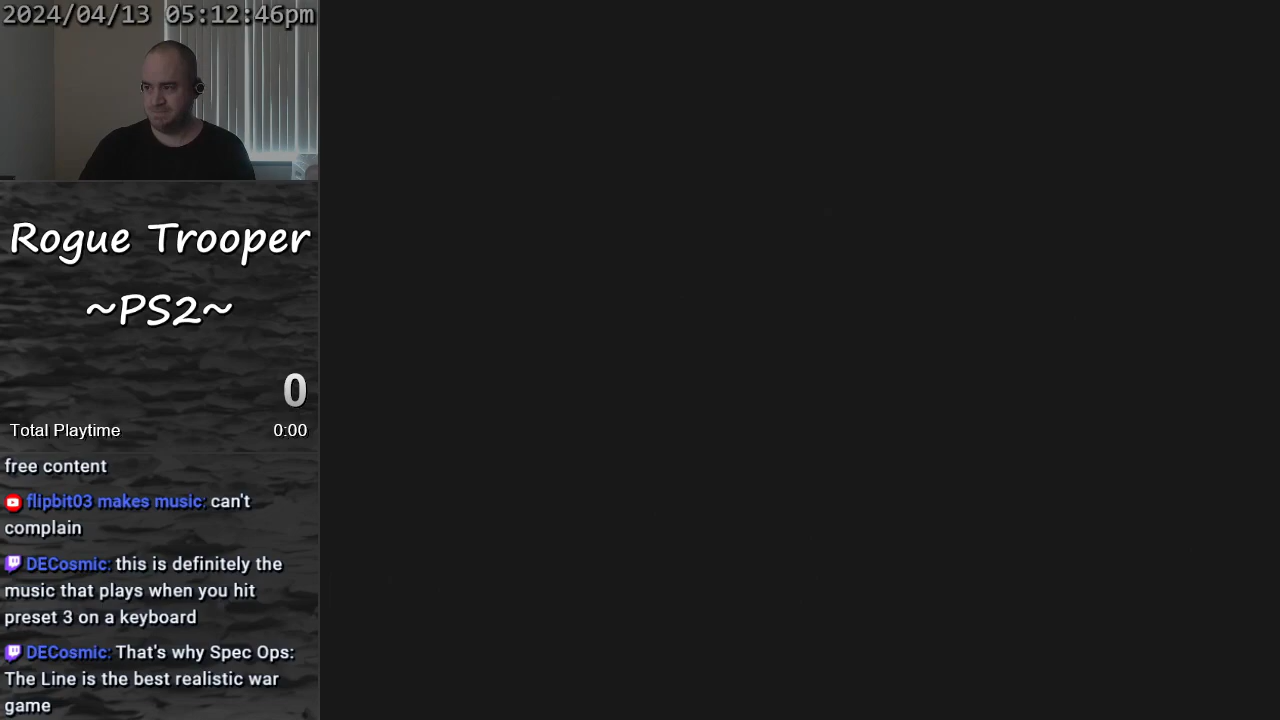 2024/04/13 05:12:46pm
Rogue Trooper
~PS2~
0
Total Playtime 0:00
free content
flipbit03 makes music: can't
complain
DECosmic: this is definitely the
music that plays when you hit
preset 3 on a keyboard
DECosmic: That's why Spec Ops:
The Line is the best realistic war
game